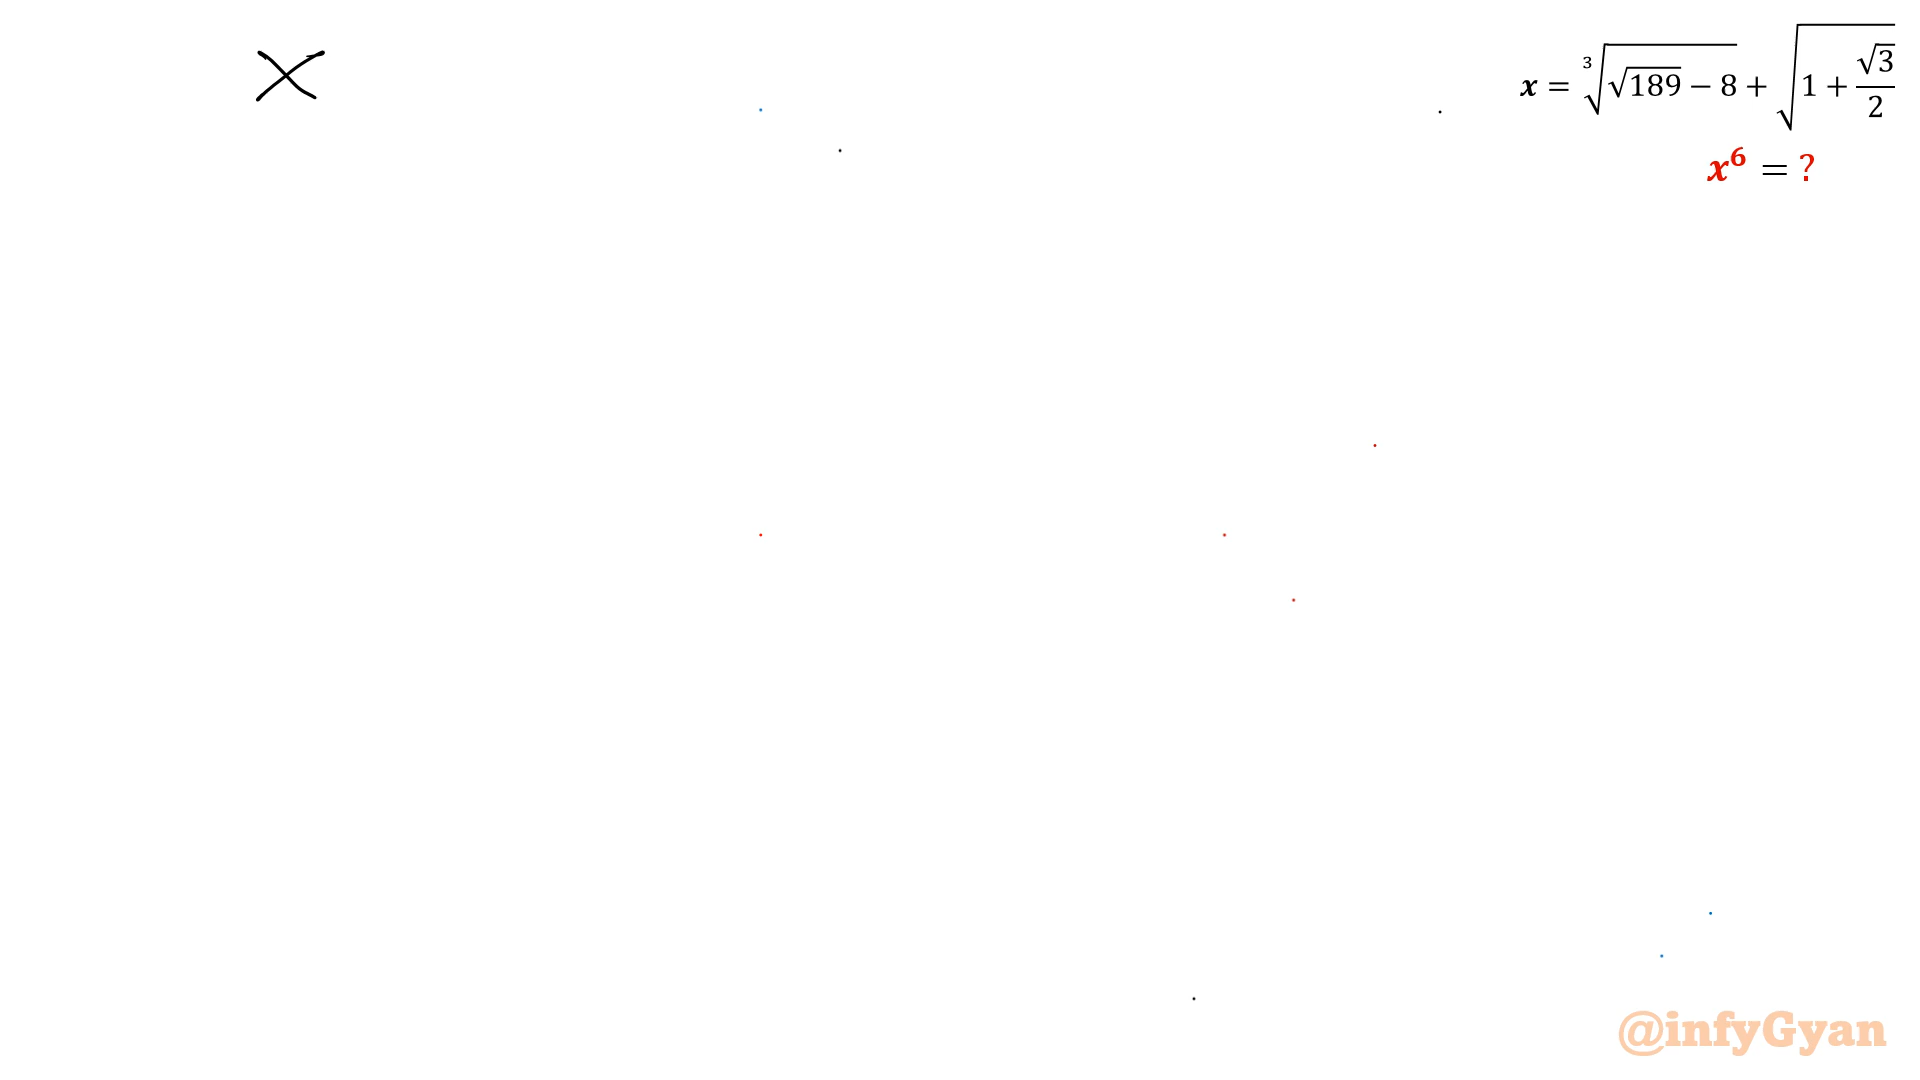 x
x = ∛(√189 − 8) + √(1 + √3/2)
x⁶ = ?
@infyGyan